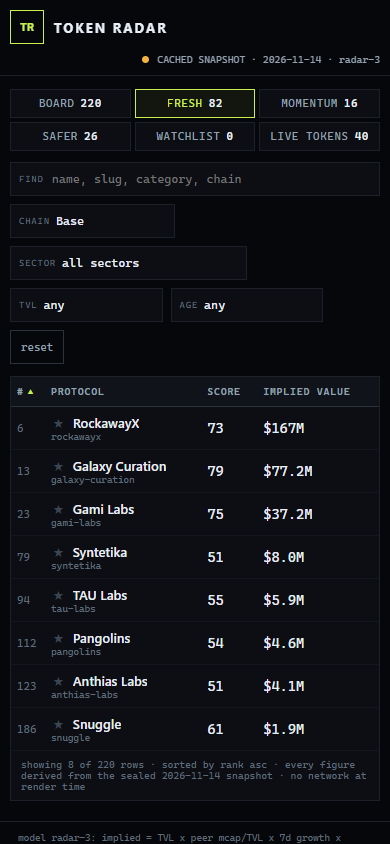 TR TOKEN RADAR
CACHED SNAPSHOT · 2026-11-14 · radar-3
BOARD 220 FRESH 82 MOMENTUM 16
SAFER 26 WATCHLIST 0 LIVE TOKENS 40
FIND name, slug, category, chain
CHAIN Base
SECTOR all sectors
TVL any AGE any
reset
# ▲ PROTOCOL SCORE IMPLIED VALUE
6 ★ RockawayX 73 $167M
rockawayx
13 ★ Galaxy Curation 79 $77.2M
galaxy-curation
23 ★ Gami Labs 75 $37.2M
gami-labs
79 ★ Syntetika 51 $8.0M
syntetika
94 ★ TAU Labs 55 $5.9M
tau-labs
112 ★ Pangolins 54 $4.6M
pangolins
123 ★ Anthias Labs 51 $4.1M
anthias-labs
186 ★ Snuggle 61 $1.9M
snuggle
showing 8 of 220 rows · sorted by rank asc · every figure
derived from the sealed 2026-11-14 snapshot · no network at
render time
model radar-3: implied = TVL x peer mcap/TVL x 7d growth x